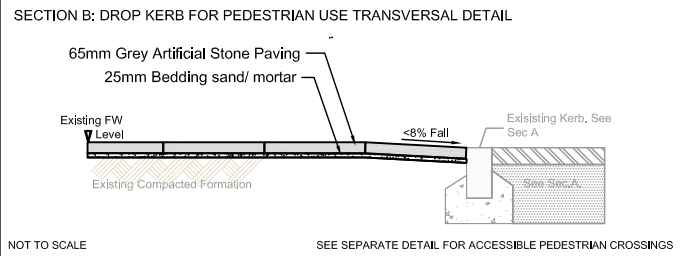 SECTION B: DROP KERB FOR PEDESTRIAN USE TRANSVERSAL DETAIL
65mm Grey Artificial Stone Paving
25mm Bedding sand/ mortar
Existing FW
Level
<8% Fall
Exisisting Kerb. See
Sec A
Existing Compacted Formation
See Sec.A.
NOT TO SCALE
SEE SEPARATE DETAIL FOR ACCESSIBLE PEDESTRIAN CROSSINGS